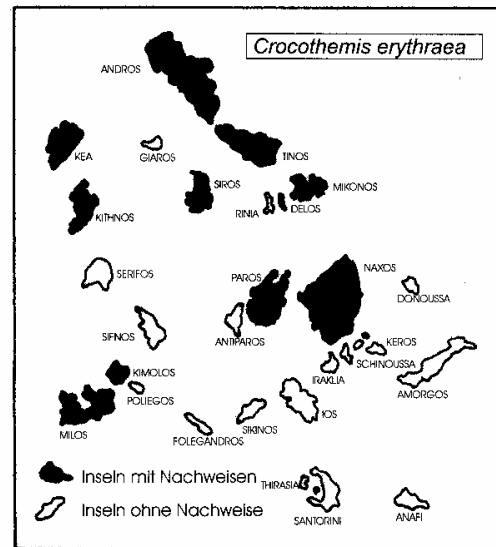 Crocothemis erythraea
ANDROS
KEA
GIAROS
TINOS
SIROS
MIKONOS
RINIA
DELOS
KITHNOS
SERIFOS
PAROS
NAXOS
DONOUSSA
SIFNOS
ANTIPAROS
KEROS
SCHINOUSSA
IRAKLIA
KIMOLOS
POLIEGOS
AMORGOS
MILOS
FOLEGANDROS
SIKINOS
IOS
Inseln mit Nachweisen
Inseln ohne Nachweise
THIRASIA
SANTORINI
ANAFI